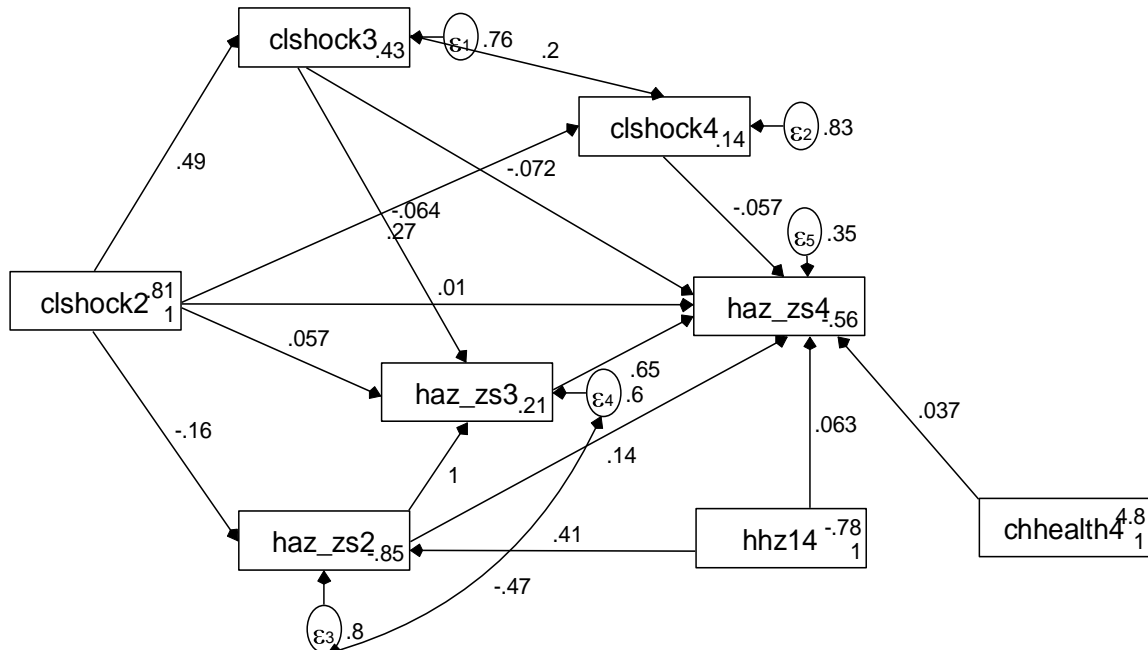 clshock3 .43
ε1 .76
.2
clshock4 .14
ε2 .83
.49
-.072
-.064
.27
-.057
ε5 .35
clshock2 .81
1
.01
haz_zs4 -.56
.057
haz_zs3 .21
.65
ε4 .6
-.16
.037
.063
.14
1
haz_zs2 -.85
.41
hhz14 -.78
1
chhealth4 4.8
1
-.47
ε3 .8